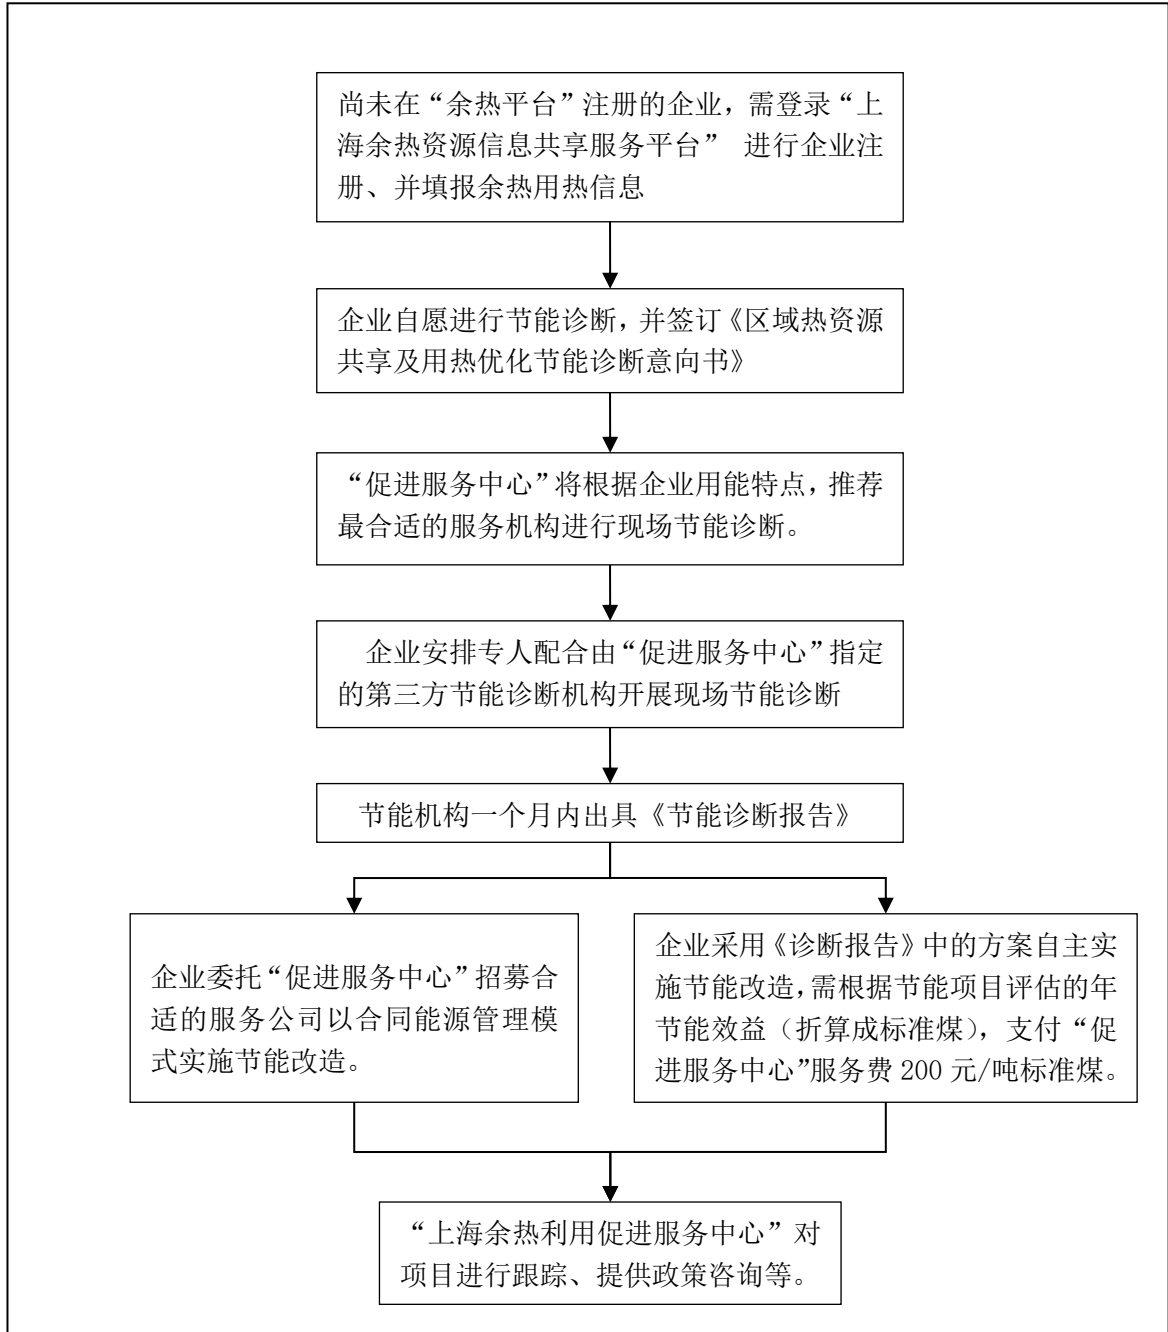 尚未在“余热平台”注册的企业，需登录“上
海余热资源信息共享服务平台” 进行企业注
册、并填报余热用热信息
企业自愿进行节能诊断，并签订《区域热资源
共享及用热优化节能诊断意向书》
“促进服务中心”将根据企业用能特点，推荐
最合适的服务机构进行现场节能诊断。
企业安排专人配合由“促进服务中心”指定
的第三方节能诊断机构开展现场节能诊断
节能机构一个月内出具《节能诊断报告》
企业委托“促进服务中心”招募合
适的服务公司以合同能源管理模
式实施节能改造。
企业采用《诊断报告》中的方案自主实
施节能改造，需根据节能项目评估的年
节能效益（折算成标准煤），支付“促
进服务中心”服务费 200 元/吨标准煤。
“上海余热利用促进服务中心”对
项目进行跟踪、提供政策咨询等。